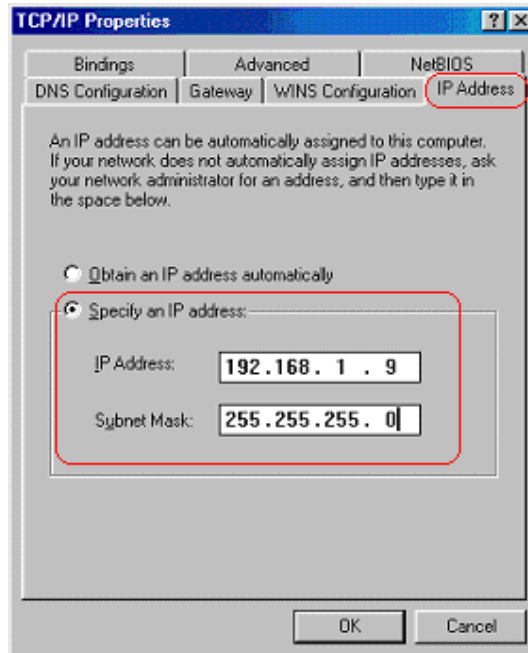 TCP/IP Properties
Bindings Advanced NetBIOS
DNS Configuration Gateway WINS Configuration IP Address
An IP address can be automatically assigned to this computer.
If your network does not automatically assign IP addresses, ask
your network administrator for an address, and then type it in
the space below.
Obtain an IP address automatically
Specify an IP address:
IP Address: 192.168. 1 . 9
Subnet Mask: 255.255.255. 0
OK Cancel